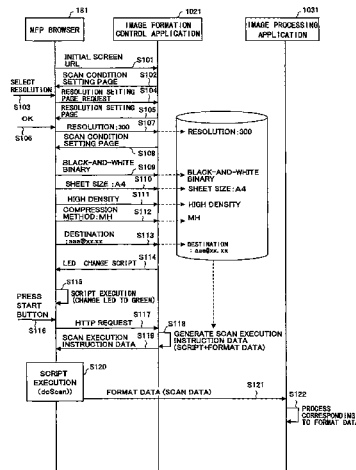 181
1021
1031
MFP BROWSER
IMAGE FORMATION
CONTROL APPLICATION
IMAGE PROCESSING
APPLICATION
INITIAL SCREEN
URL
S101
SCAN CONDITION
SETTING PAGE
S102
SELECT
RESOLUTION
S103
RESOLUTION SETTING
PAGE REQUEST
S104
RESOLUTION
SETTING PAGE
S105
OK
S106
RESOLUTION:300
S107
RESOLUTION:300
SCAN CONDITION
SETTING PAGE
S108
BLACK-AND-WHITE
BINARY
S109
BLACK-AND-WHITE
BINARY
SHEET SIZE:A4
S110
SHEET SIZE:A4
HIGH DENSITY
S111
HIGH DENSITY
COMPRESSION
METHOD:MH
S112
MH
DESTINATION
:aaa@xx.xx
S113
DESTINATION
:aaa@xx.xx
LED CHANGE SCRIPT
S114
S115
SCRIPT EXECUTION
(CHANGE LED TO GREEN)
PRESS
START
BUTTON
S116
HTTP REQUEST
S117
S118
GENERATE SCAN EXECUTION
INSTRUCTION DATA
(SCRIPT+FORMAT DATA)
SCAN EXECUTION
INSTRUCTION DATA
S119
S120
SCRIPT
EXECUTION
(doScan))
FORMAT DATA (SCAN DATA)
S121
S122
PROCESS
CORRESPONDING
TO FORMAT DATA